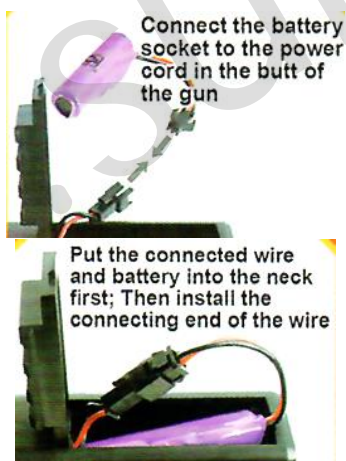 Connect the battery
socket to the power
cord in the butt of
the gun
Put the connected wire
and battery into the neck
first; Then install the
connecting end of the wire